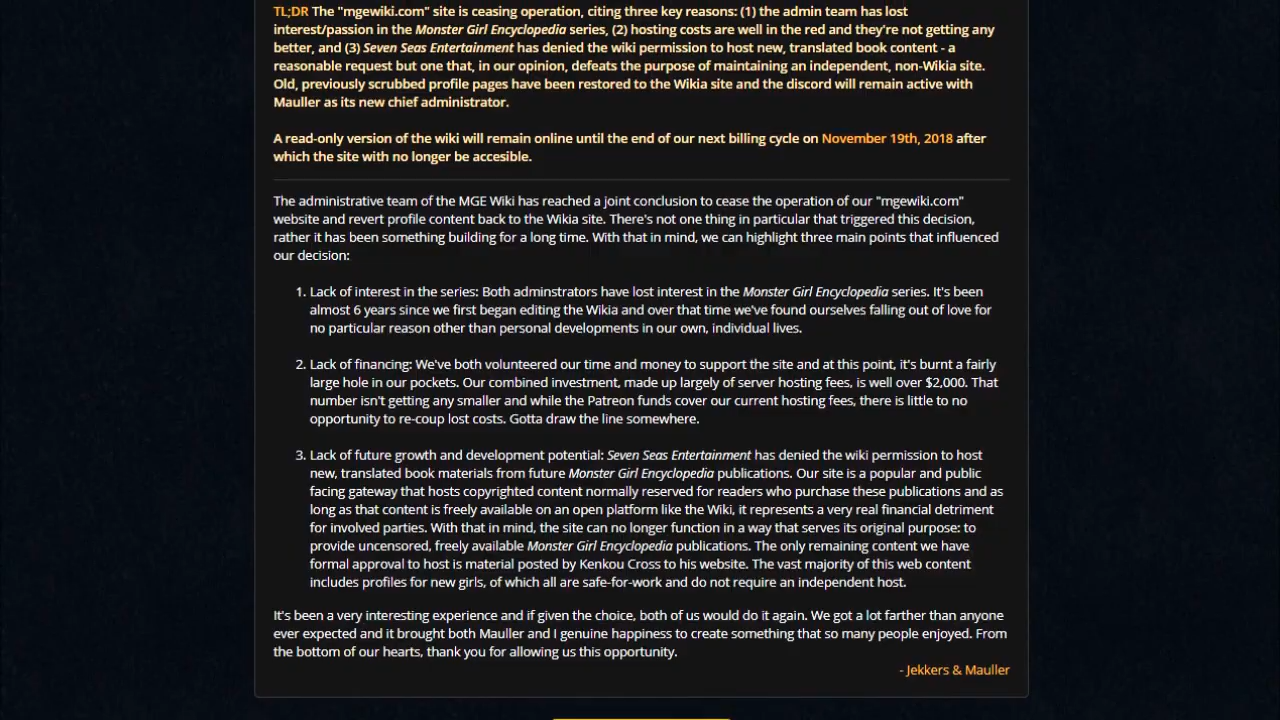 TL;DR The "mgewiki.com" site is ceasing operation, citing three key reasons: (1) the admin team has lost
interest/passion in the Monster Girl Encyclopedia series, (2) hosting costs are well in the red and they're not getting any
better, and (3) Seven Seas Entertainment has denied the wiki permission to host new, translated book content - a
reasonable request but one that, in our opinion, defeats the purpose of maintaining an independent, non-Wikia site.
Old, previously scrubbed profile pages have been restored to the Wikia site and the discord will remain active with
Mauller as its new chief administrator.
A read-only version of the wiki will remain online until the end of our next billing cycle on November 19th, 2018 after
which the site with no longer be accesible.
The administrative team of the MGE Wiki has reached a joint conclusion to cease the operation of our "mgewiki.com"
website and revert profile content back to the Wikia site. There's not one thing in particular that triggered this decision,
rather it has been something building for a long time. With that in mind, we can highlight three main points that influenced
our decision:
1. Lack of interest in the series: Both adminstrators have lost interest in the Monster Girl Encyclopedia series. It's been
almost 6 years since we first began editing the Wikia and over that time we've found ourselves falling out of love for
no particular reason other than personal developments in our own, individual lives.
2. Lack of financing: We've both volunteered our time and money to support the site and at this point, it's burnt a fairly
large hole in our pockets. Our combined investment, made up largely of server hosting fees, is well over $2,000. That
number isn't getting any smaller and while the Patreon funds cover our current hosting fees, there is little to no
opportunity to re-coup lost costs. Gotta draw the line somewhere.
3. Lack of future growth and development potential: Seven Seas Entertainment has denied the wiki permission to host
new, translated book materials from future Monster Girl Encyclopedia publications. Our site is a popular and public
facing gateway that hosts copyrighted content normally reserved for readers who purchase these publications and as
long as that content is freely available on an open platform like the Wiki, it represents a very real financial detriment
for involved parties. With that in mind, the site can no longer function in a way that serves its original purpose: to
provide uncensored, freely available Monster Girl Encyclopedia publications. The only remaining content we have
formal approval to host is material posted by Kenkou Cross to his website. The vast majority of this web content
includes profiles for new girls, of which all are safe-for-work and do not require an independent host.
It's been a very interesting experience and if given the choice, both of us would do it again. We got a lot farther than anyone
ever expected and it brought both Mauller and I genuine happiness to create something that so many people enjoyed. From
the bottom of our hearts, thank you for allowing us this opportunity.
- Jekkers & Mauller